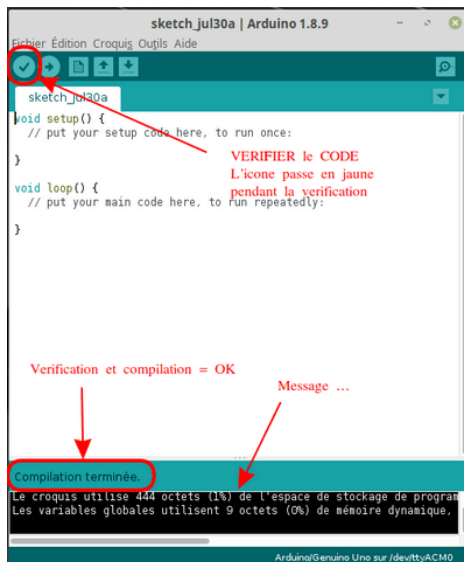 sketch_jul30a | Arduino 1.8.9
Fichier Édition Croquis Outils Aide
sketch_jul30a
void setup() {
// put your setup code here, to run once:
}
VERIFIER le CODE
L'icone passe en jaune
pendant la verification
void loop() {
// put your main code here, to run repeatedly:
}
Verification et compilation = OK
Message ...
Compilation terminée.
Le croquis utilise 444 octets (1%) de l'espace de stockage de program
Les variables globales utilisent 9 octets (0%) de mémoire dynamique,
Arduino/Genuino Uno sur /dev/ttyACM0